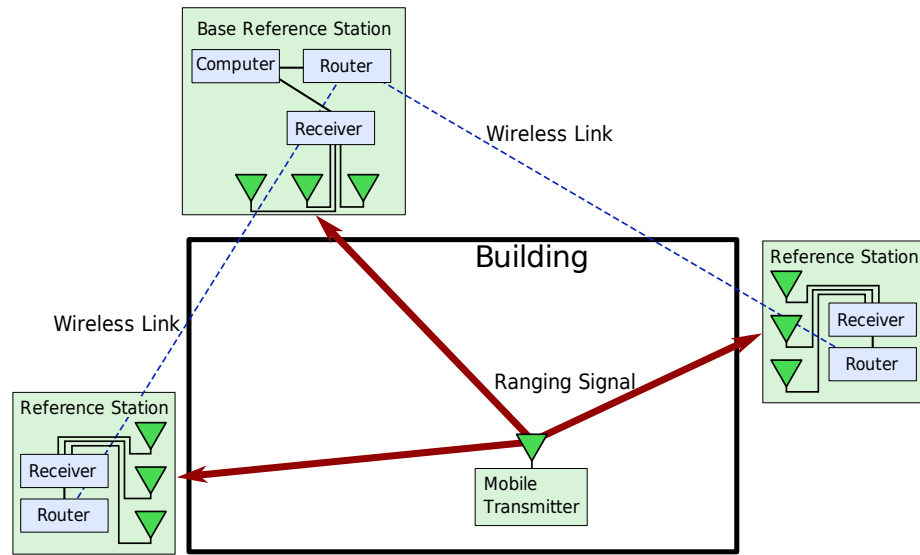 Base Reference Station
Computer
Router
Receiver
Wireless Link
Building
Reference Station
Receiver
Router
Wireless Link
Ranging Signal
Reference Station
Receiver
Router
Mobile
Transmitter